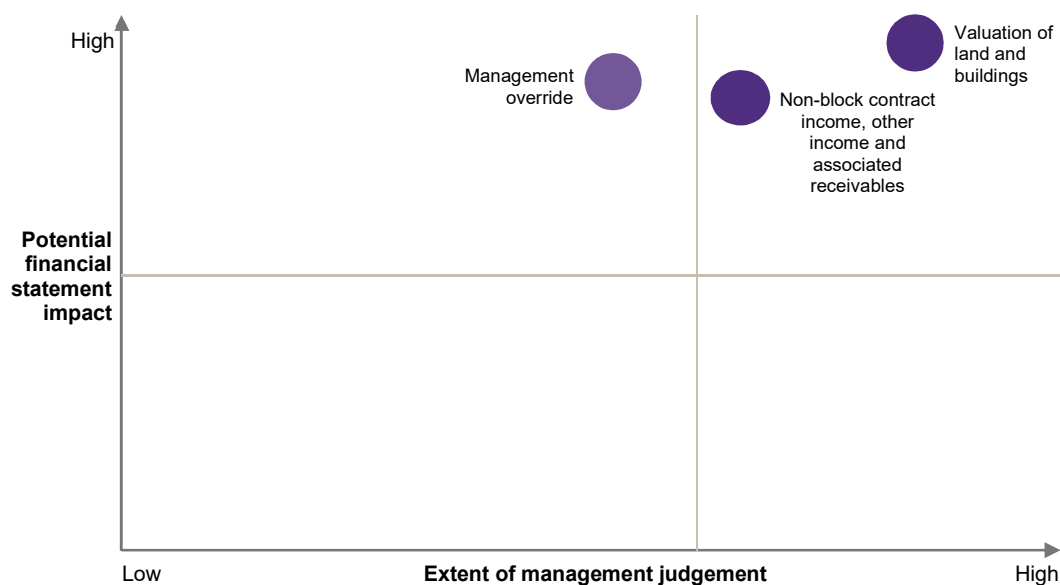 High
Management
override
Valuation of
land and
buildings
Non-block contract
income, other
income and
associated
receivables
Potential
financial
statement
impact
Low
Extent of management judgement
High